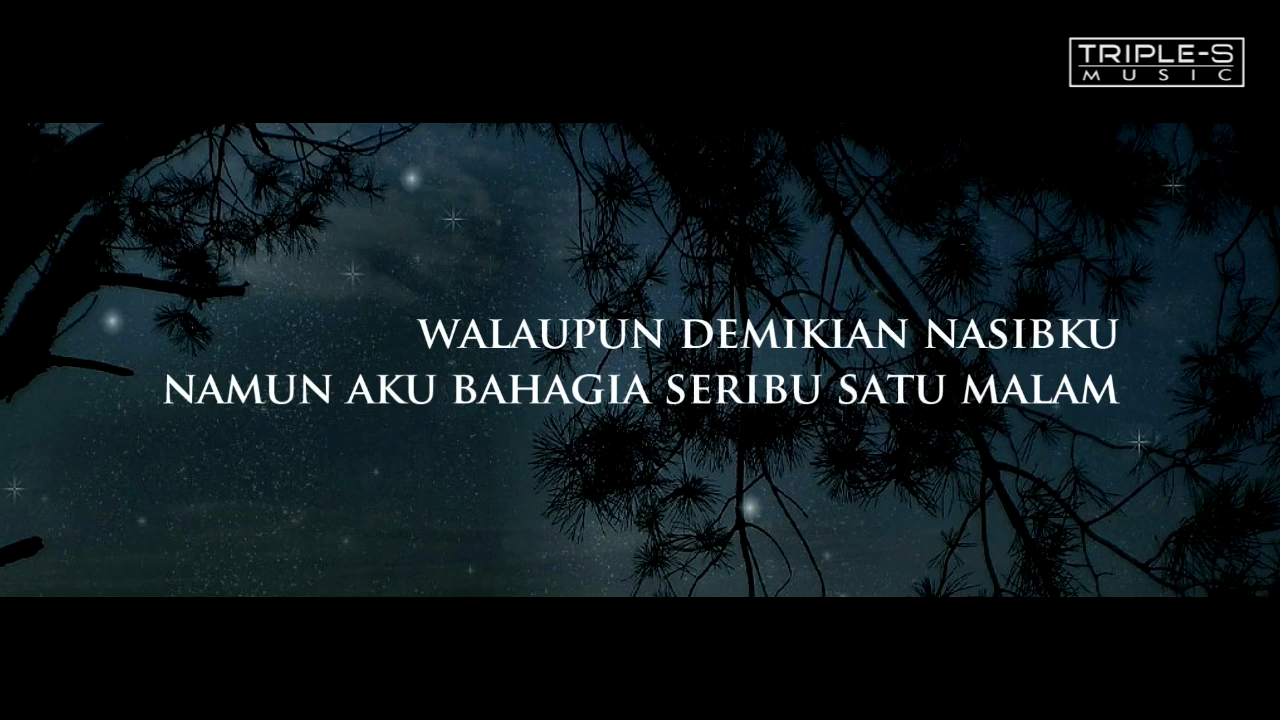 TRIPLE-S
MUSIC
WALAUPUN DEMIKIAN NASIBKU
NAMUN AKU BAHAGIA SERIBU SATU MALAM